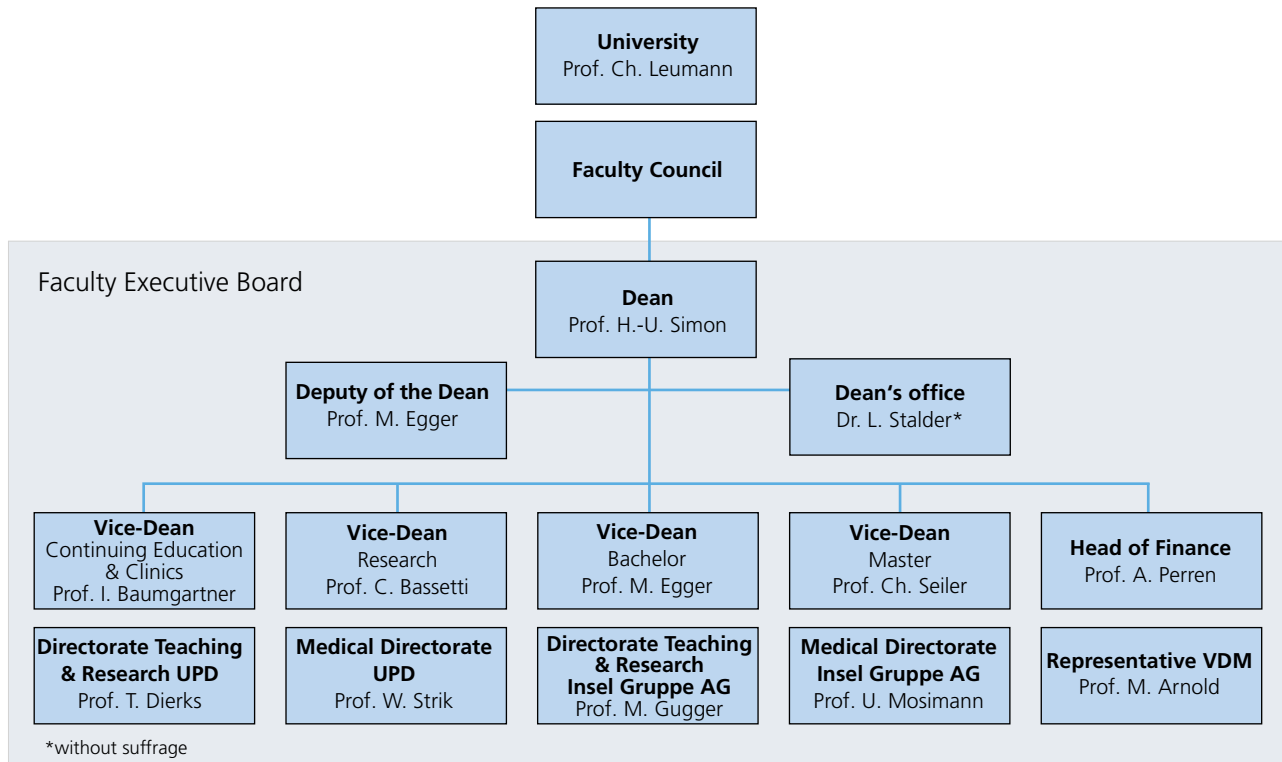 University
Prof. Ch. Leumann
Faculty Council
Faculty Executive Board
Dean
Prof. H.-U. Simon
Deputy of the Dean
Prof. M. Egger
Dean's office
Dr. L. Stalder*
Vice-Dean
Continuing Education
& Clinics
Prof. I. Baumgartner
Vice-Dean
Research
Prof. C. Bassetti
Vice-Dean
Bachelor
Prof. M. Egger
Vice-Dean
Master
Prof. Ch. Seiler
Head of Finance
Prof. A. Perren
Directorate Teaching
& Research UPD
Prof. T. Dierks
Medical Directorate
UPD
Prof. W. Strik
Directorate Teaching
& Research
Insel Gruppe AG
Prof. M. Gugger
Medical Directorate
Insel Gruppe AG
Prof. U. Mosimann
Representative VDM
Prof. M. Arnold
*without suffrage